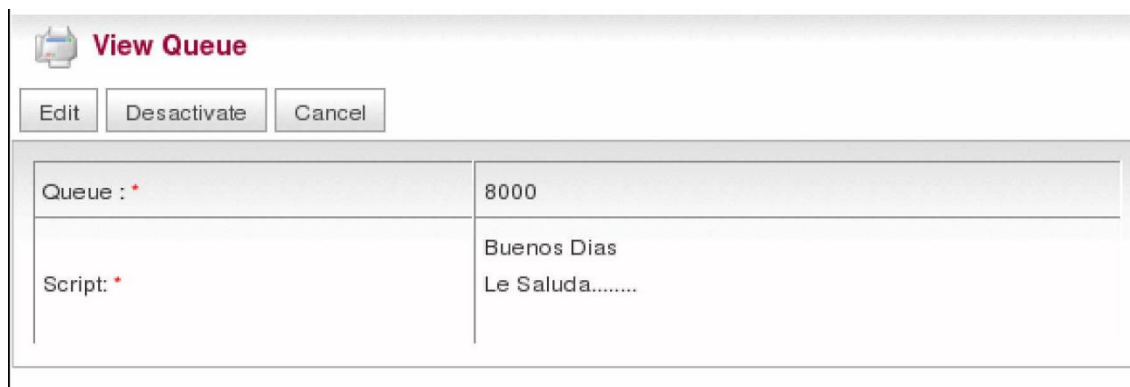 View Queue
Edit Desactivate Cancel
Queue : * 8000
Buenos Dias
Script: * Le Saluda........